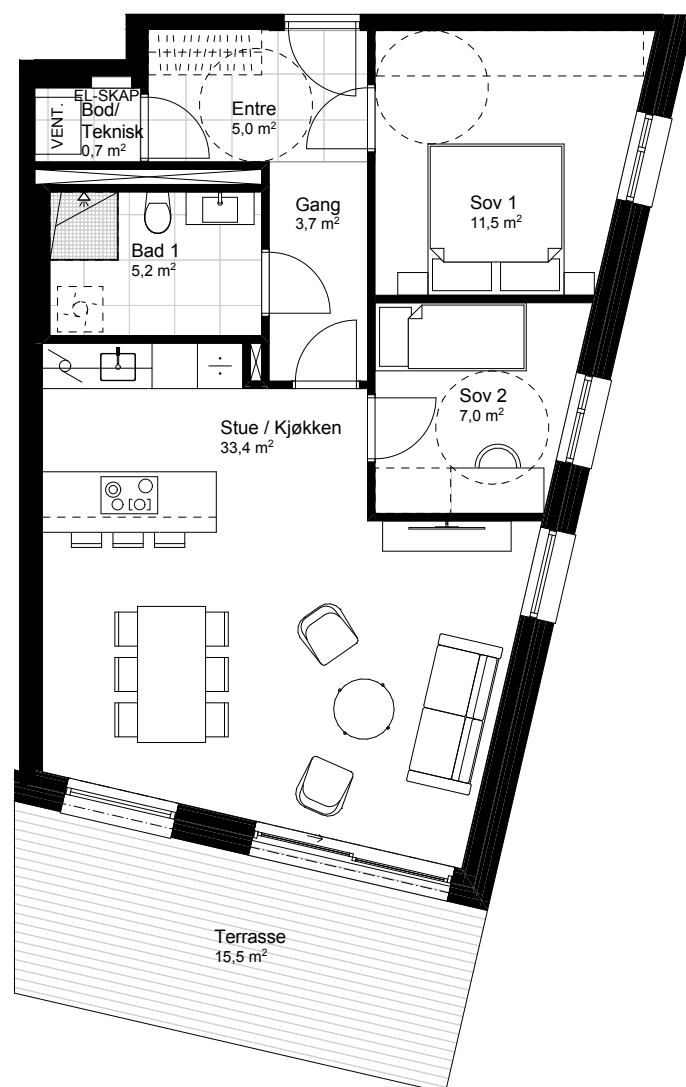 EL-SKAP
VENT.
Bod/
Teknisk
0,7 m²
Entre
5,0 m²
Gang
3,7 m²
Sov 1
11,5 m²
Bad 1
5,2 m²
Sov 2
7,0 m²
Stue / Kjøkken
33,4 m²
Terrasse
15,5 m²